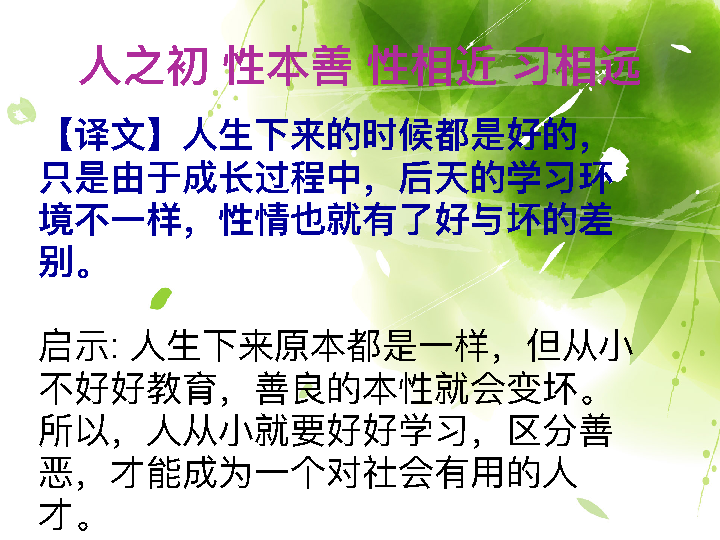 人之初 性本善 性相近 习相远
【译文】人生下来的时候都是好的，
只是由于成长过程中，后天的学习环
境不一样，性情也就有了好与坏的差
别。
启示: 人生下来原本都是一样，但从小
不好好教育，善良的本性就会变坏。
所以，人从小就要好好学习，区分善
恶，才能成为一个对社会有用的人
才。